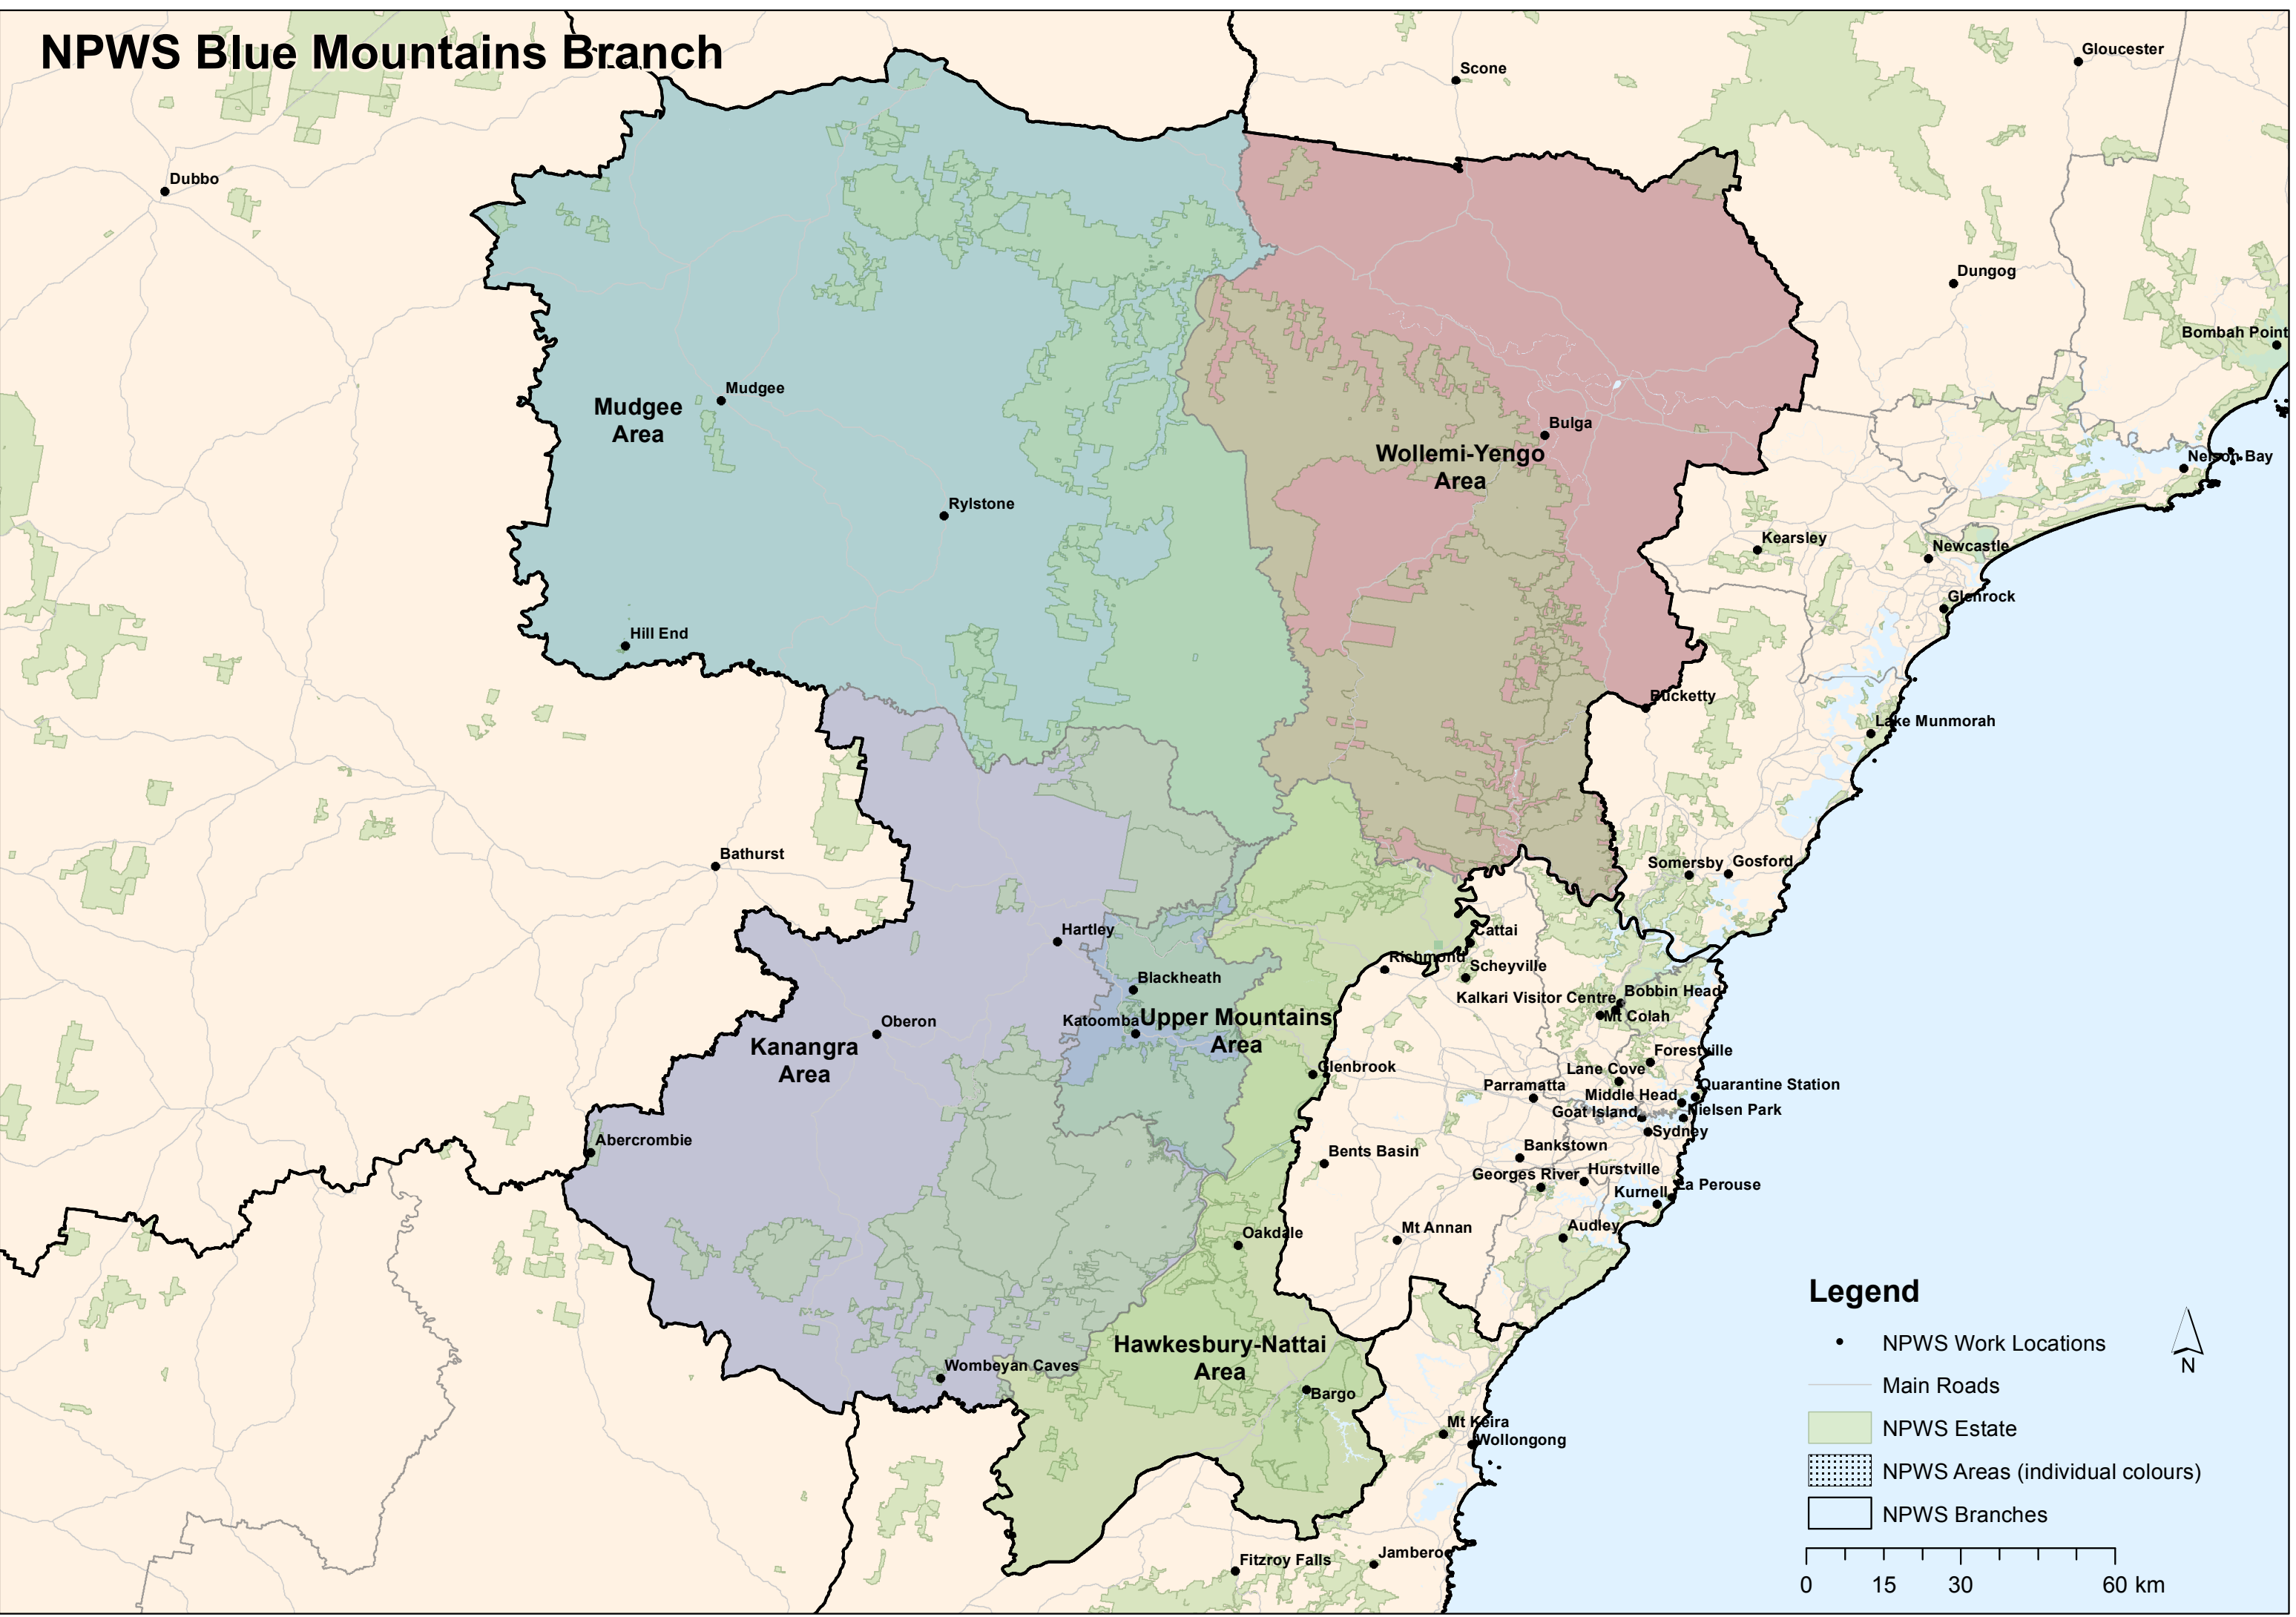 NPWS Blue Mountains Branch
Gloucester
Scone
Dubbo
Dungog
Bombah Point
Mudgee
Mudgee
Area
Bulga
Wollemi-Yengo
Area
Nelson Bay
Rylstone
Kearsley
Newcastle
Glenrock
Hill End
Bucketty
Lake Munmorah
Bathurst
Somersby
Gosford
Hartley
Cattai
Richmond
Scheyville
Blackheath
Kalkari Visitor Centre
Bobbin Head
Mt Colah
Katoomba
Upper Mountains
Area
Oberon
Kanangra
Area
Forestville
Glenbrook
Lane Cove
Parramatta
Quarantine Station
Middle Head
Goat Island
Nielsen Park
Sydney
Abercrombie
Bents Basin
Bankstown
Georges River
Hurstville
La Perouse
Kurnell
Oakdale
Mt Annan
Audley
Hawkesbury-Nattai
Area
Wombeyan Caves
Bargo
Mt Keira
Wollongong
Fitzroy Falls
Jamberoo
Legend
NPWS Work Locations
Main Roads
NPWS Estate
NPWS Areas (individual colours)
NPWS Branches
N
0 15 30 60 km